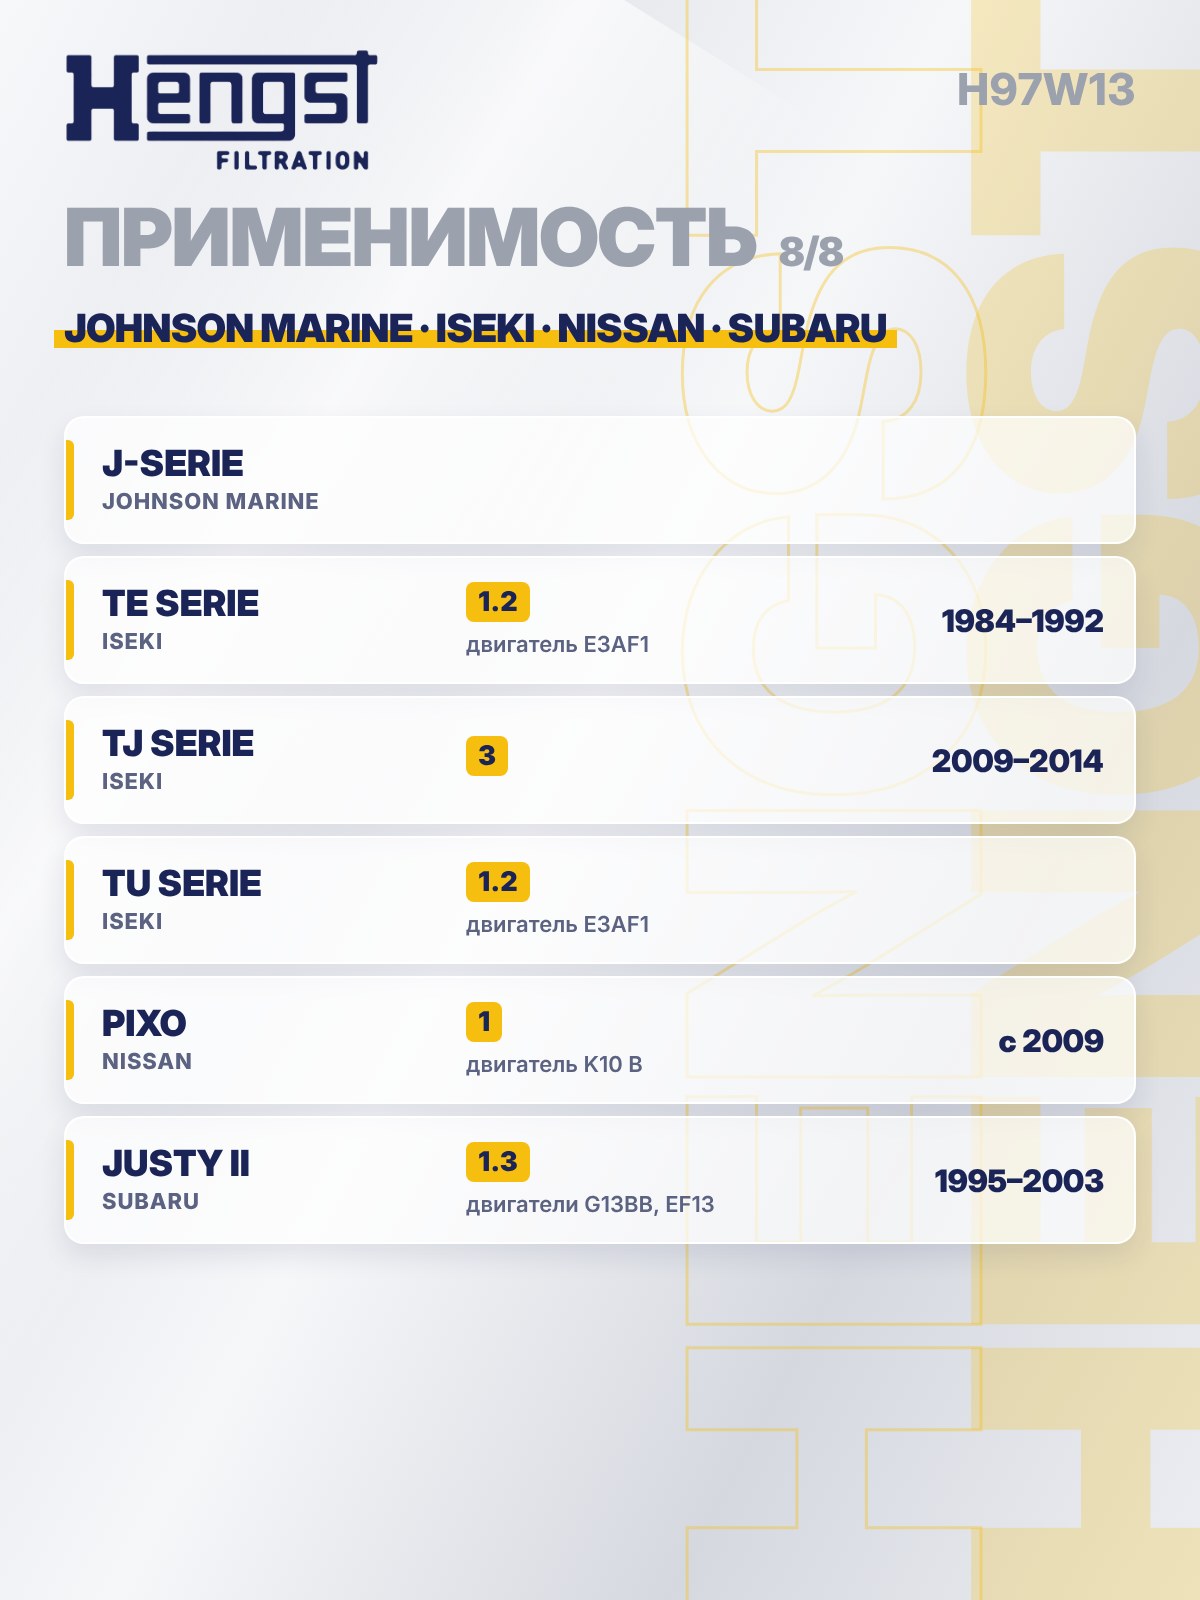 Hengst
FILTRATION
H97W13
ПРИМЕНИМОСТЬ 8/8
JOHNSON MARINE · ISEKI · NISSAN · SUBARU
J-SERIE
JOHNSON MARINE
TE SERIE
ISEKI
1.2
двигатель E3AF1
1984–1992
TJ SERIE
ISEKI
3
2009–2014
TU SERIE
ISEKI
1.2
двигатель E3AF1
PIXO
NISSAN
1
двигатель K10 B
с 2009
JUSTY II
SUBARU
1.3
двигатели G13BB, EF13
1995–2003
HENGST
HENGST